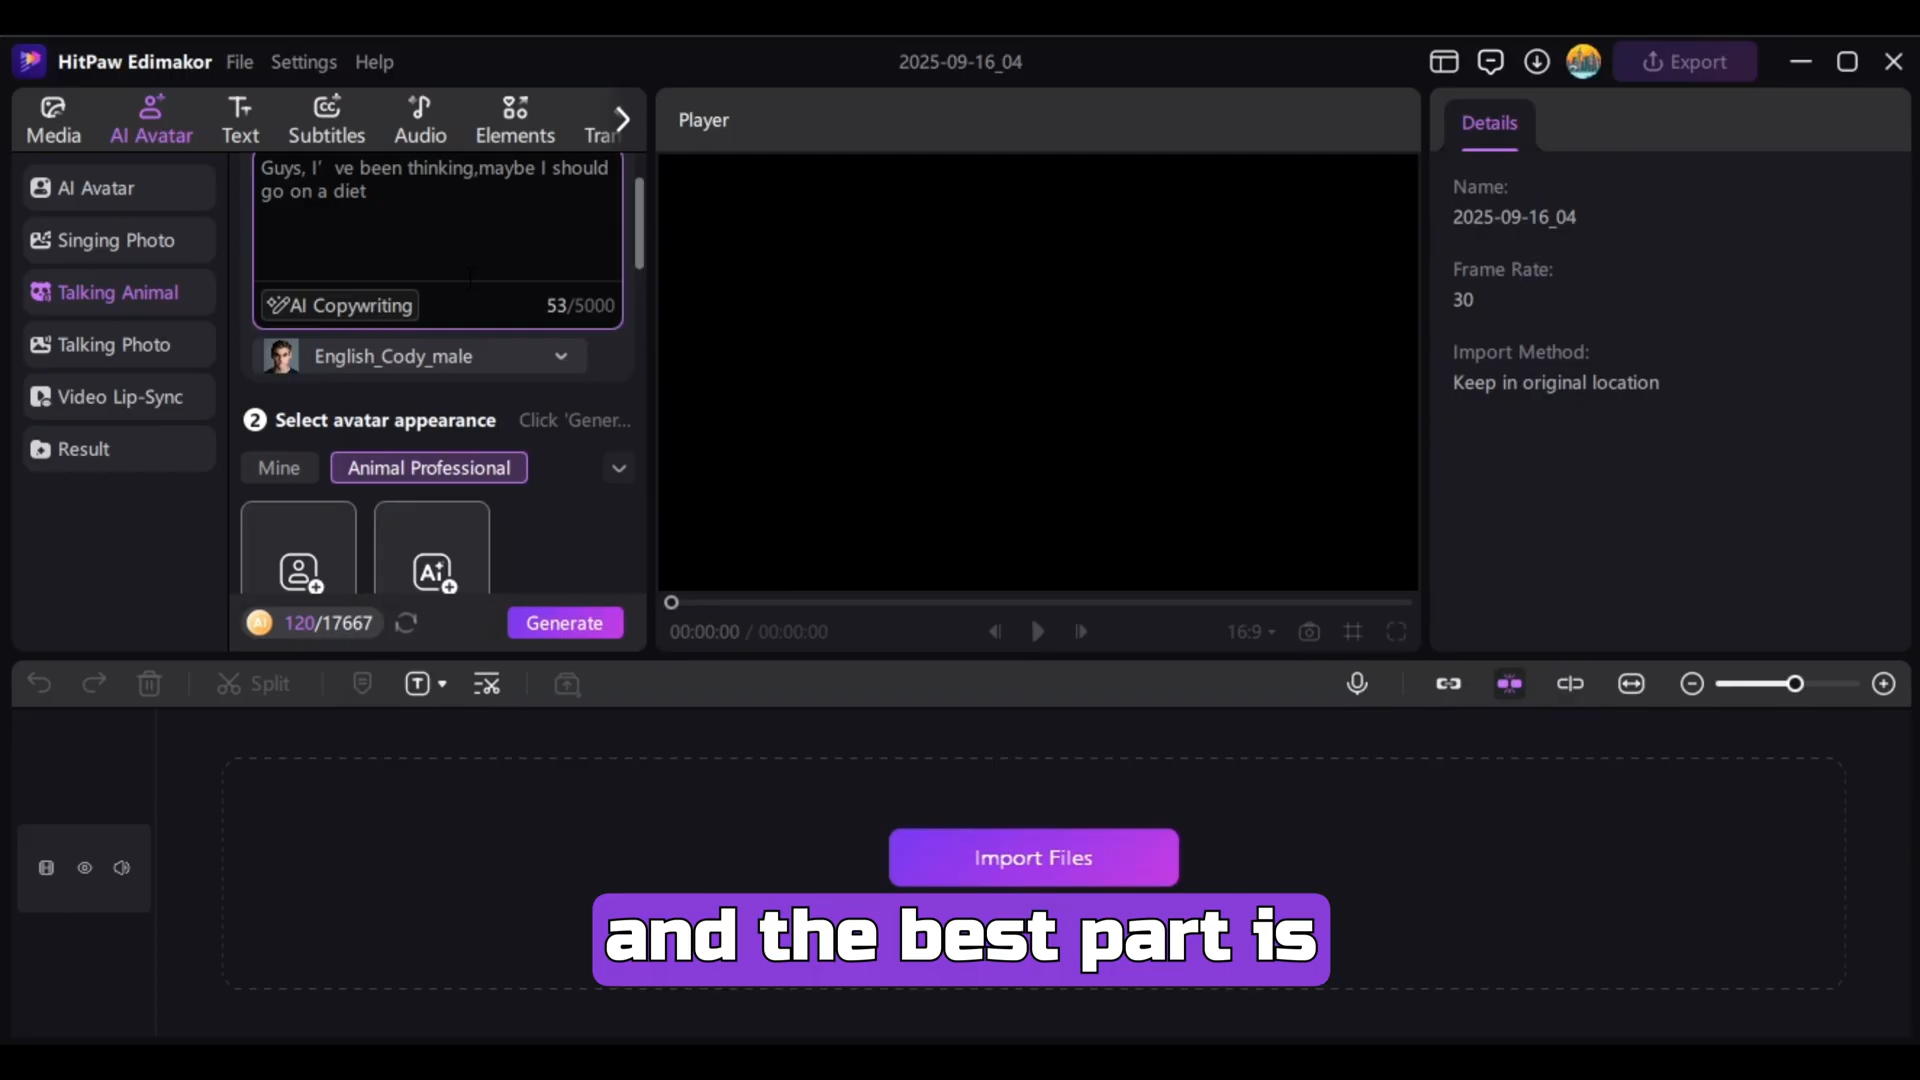 HitPaw Edimakor File Settings Help
2025-09-16_04
Export
Media AI Avatar Text Subtitles Audio Elements Tran
Player
Details
AI Avatar
Singing Photo
Talking Animal
Talking Photo
Video Lip-Sync
Result
Guys, I’ve been thinking,maybe I should
go on a diet
AI Copywriting 53/5000
English_Cody_male
2 Select avatar appearance Click 'Gener...
Mine Animal Professional
Ai
AI 120/17667 Generate
00:00:00 / 00:00:00
16:9
Name:
2025-09-16_04
Frame Rate:
30
Import Method:
Keep in original location
Split
Import Files
and the best part is